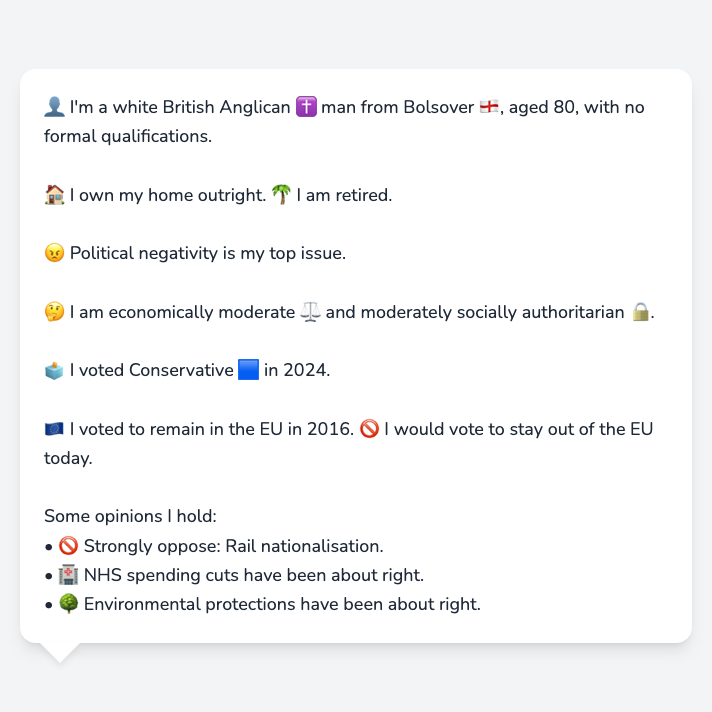 👤 I'm a white British Anglican ✝️ man from Bolsover 🏴󠁧󠁢󠁥󠁮󠁧󠁿, aged 80, with no
formal qualifications.
🏠 I own my home outright. 🌴 I am retired.
😠 Political negativity is my top issue.
🤔 I am economically moderate ⚖️ and moderately socially authoritarian 🔒.
🗳️ I voted Conservative 🟦 in 2024.
🇪🇺 I voted to remain in the EU in 2016. 🚫 I would vote to stay out of the EU
today.
Some opinions I hold:
• 🚫 Strongly oppose: Rail nationalisation.
• 🏥 NHS spending cuts have been about right.
• 🌳 Environmental protections have been about right.